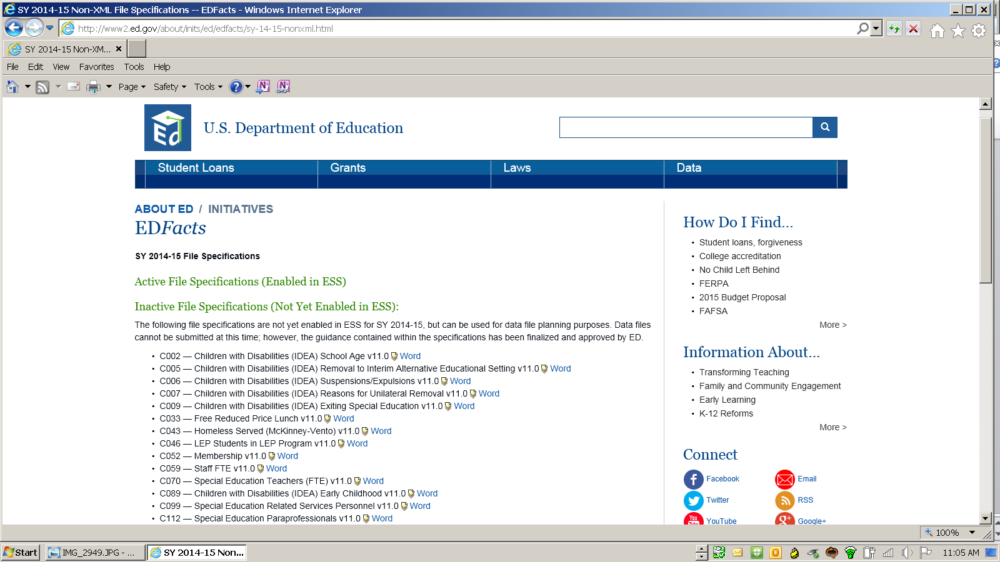 SY 2014-15 Non-XML File Specifications -- EDFacts - Windows Internet Explorer
http://www2.ed.gov/about/inits/ed/edfacts/sy-14-15-nonxml.html
SY 2014-15 Non-XM...
File Edit View Favorites Tools Help
Page Safety Tools
Ed U.S. Department of Education
Student Loans Grants Laws Data
ABOUT ED / INITIATIVES
EDFacts
SY 2014-15 File Specifications
Active File Specifications (Enabled in ESS)
Inactive File Specifications (Not Yet Enabled in ESS):
The following file specifications are not yet enabled in ESS for SY 2014-15, but can be used for data file planning purposes. Data files
cannot be submitted at this time; however, the guidance contained within the specifications has been finalized and approved by ED.
• C002 — Children with Disabilities (IDEA) School Age v11.0 Word
• C005 — Children with Disabilities (IDEA) Removal to Interim Alternative Educational Setting v11.0 Word
• C006 — Children with Disabilities (IDEA) Suspensions/Expulsions v11.0 Word
• C007 — Children with Disabilities (IDEA) Reasons for Unilateral Removal v11.0 Word
• C009 — Children with Disabilities (IDEA) Exiting Special Education v11.0 Word
• C033 — Free Reduced Price Lunch v11.0 Word
• C043 — Homeless Served (McKinney-Vento) v11.0 Word
• C046 — LEP Students in LEP Program v11.0 Word
• C052 — Membership v11.0 Word
• C059 — Staff FTE v11.0 Word
• C070 — Special Education Teachers (FTE) v11.0 Word
• C089 — Children with Disabilities (IDEA) Early Childhood v11.0 Word
• C099 — Special Education Related Services Personnel v11.0 Word
• C112 — Special Education Paraprofessionals v11.0 Word
How Do I Find...
• Student loans, forgiveness
• College accreditation
• No Child Left Behind
• FERPA
• 2015 Budget Proposal
• FAFSA
More >
Information About...
• Transforming Teaching
• Family and Community Engagement
• Early Learning
• K-12 Reforms
More >
Connect
Facebook Email
Twitter RSS
YouTube Google+
100%
Start IMG_2949.JPG - ... SY 2014-15 Non... 11:05 AM